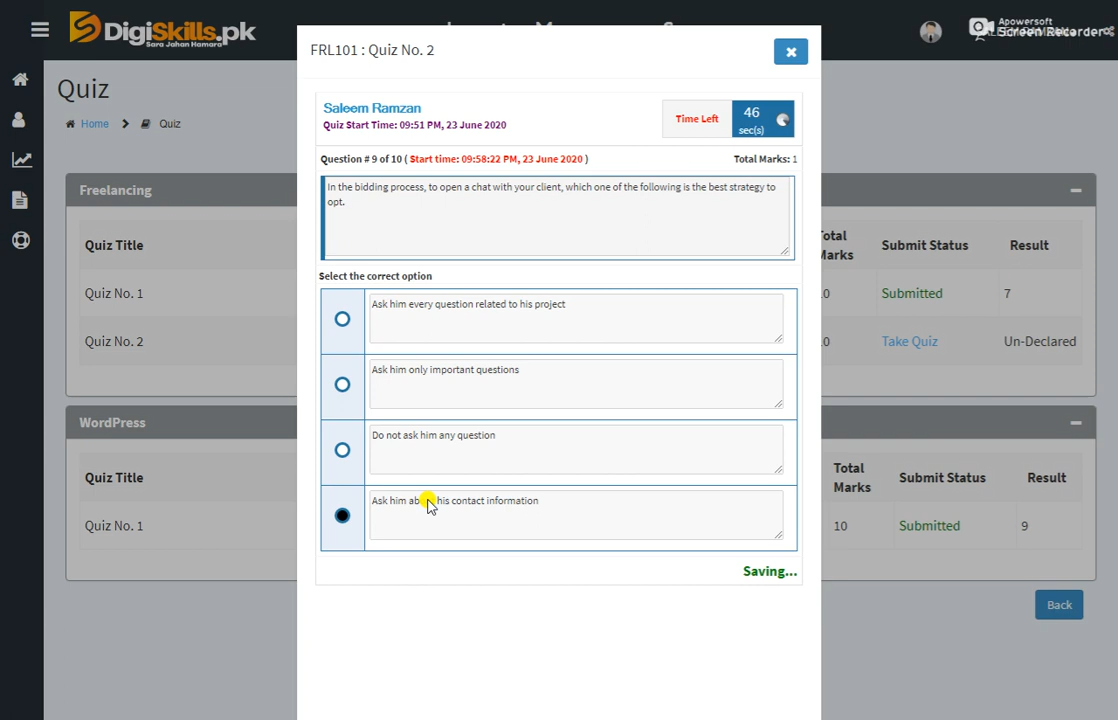 DigiSkills.pk
Sara Jahan Hamara
Apowersoft
Screen Recorder
FRL101 : Quiz No. 2
Quiz
Home
Quiz
Saleem Ramzan
Quiz Start Time: 09:51 PM, 23 June 2020
Time Left
46
sec(s)
Question # 9 of 10 ( Start time: 09:58:22 PM, 23 June 2020 )
Total Marks: 1
In the bidding process, to open a chat with your client, which one of the following is the best strategy to
opt.
Select the correct option
Ask him every question related to his project
Ask him only important questions
Do not ask him any question
Ask him his contact information
Saving...
Freelancing
Quiz Title
Submit Status
Result
Quiz No. 1
Submitted
7
Quiz No. 2
Take Quiz
Un-Declared
WordPress
Quiz Title
Total
Marks
Submit Status
Result
Quiz No. 1
10
Submitted
9
Back